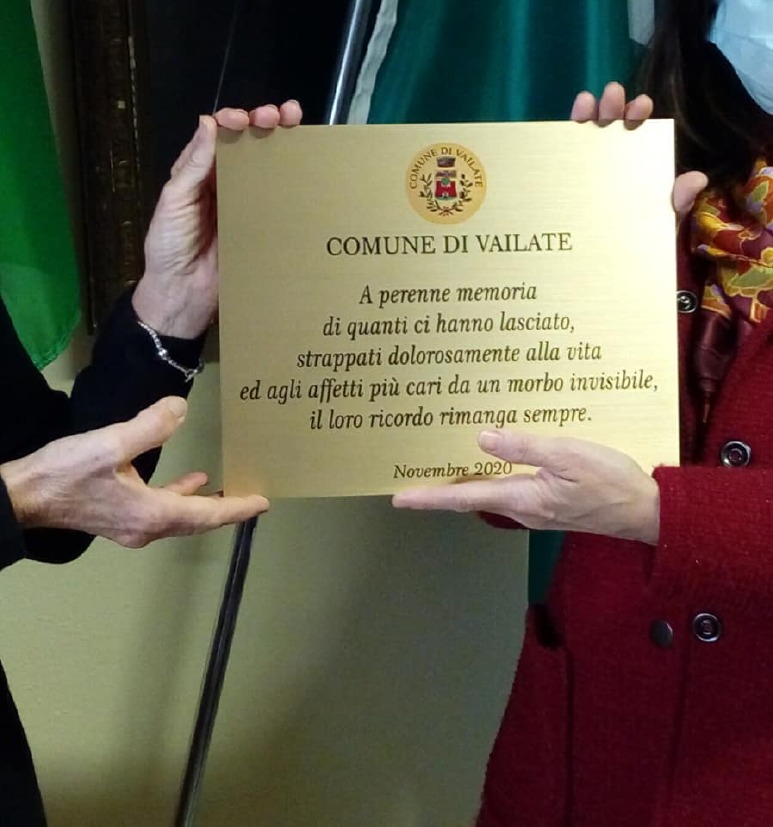 COMUNE DI VAILATE
COMUNE DI VAILATE
A perenne memoria
di quanti ci hanno lasciato,
strappati dolorosamente alla vita
ed agli affetti più cari da un morbo invisibile,
il loro ricordo rimanga sempre.
Novembre 2020